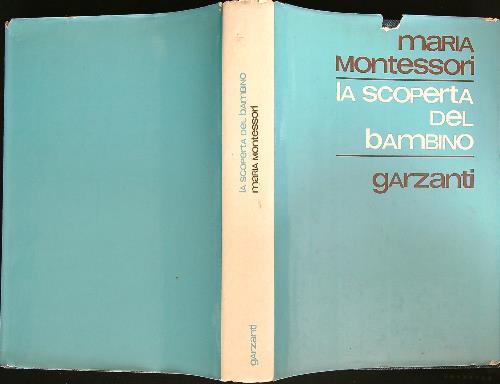 maria
montessori
la scoperta
del
bambino
garzanti
la scoperta del bambino
maria montessori
garzanti